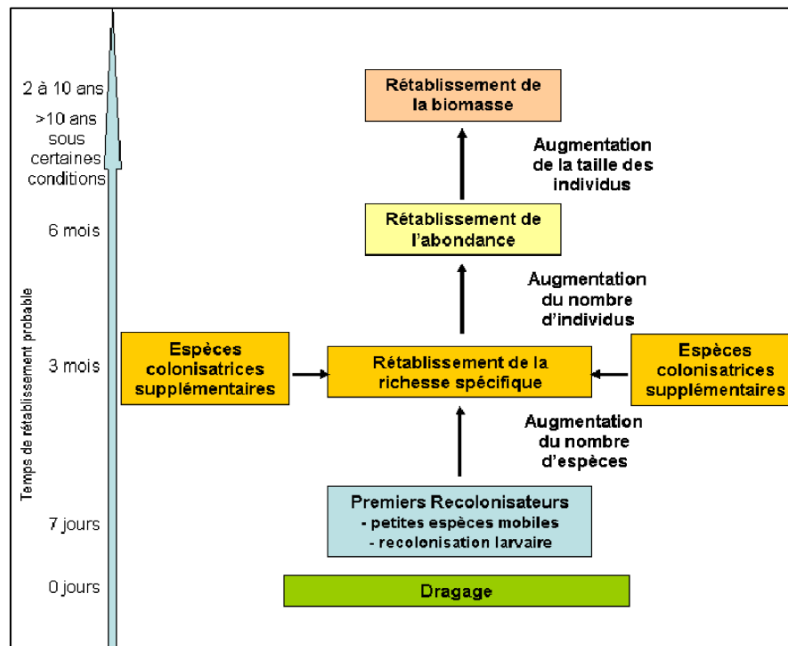 2 à 10 ans
>10 ans
sous
certaines
conditions
Rétablissement de
la biomasse
Augmentation
de la taille des
individus
6 mois
Rétablissement de
l'abondance
Augmentation
du nombre
d'individus
Temps de rétablissement probable
3 mois
Espèces
colonisatrices
supplémentaires
Rétablissement de la
richesse spécifique
Espèces
colonisatrices
supplémentaires
Augmentation
du nombre
d'espèces
7 jours
Premiers Recolonisateurs
- petites espèces mobiles
- recolonisation larvaire
0 jours
Dragage